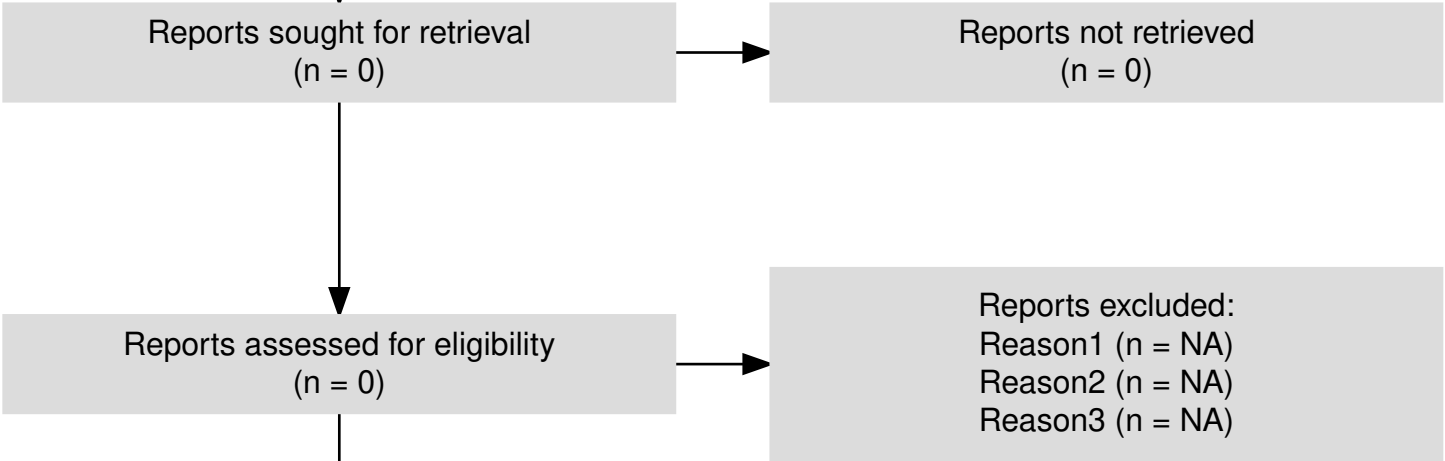 Reports sought for retrieval
(n = 0)
Reports not retrieved
(n = 0)
Reports assessed for eligibility
(n = 0)
Reports excluded:
Reason1 (n = NA)
Reason2 (n = NA)
Reason3 (n = NA)